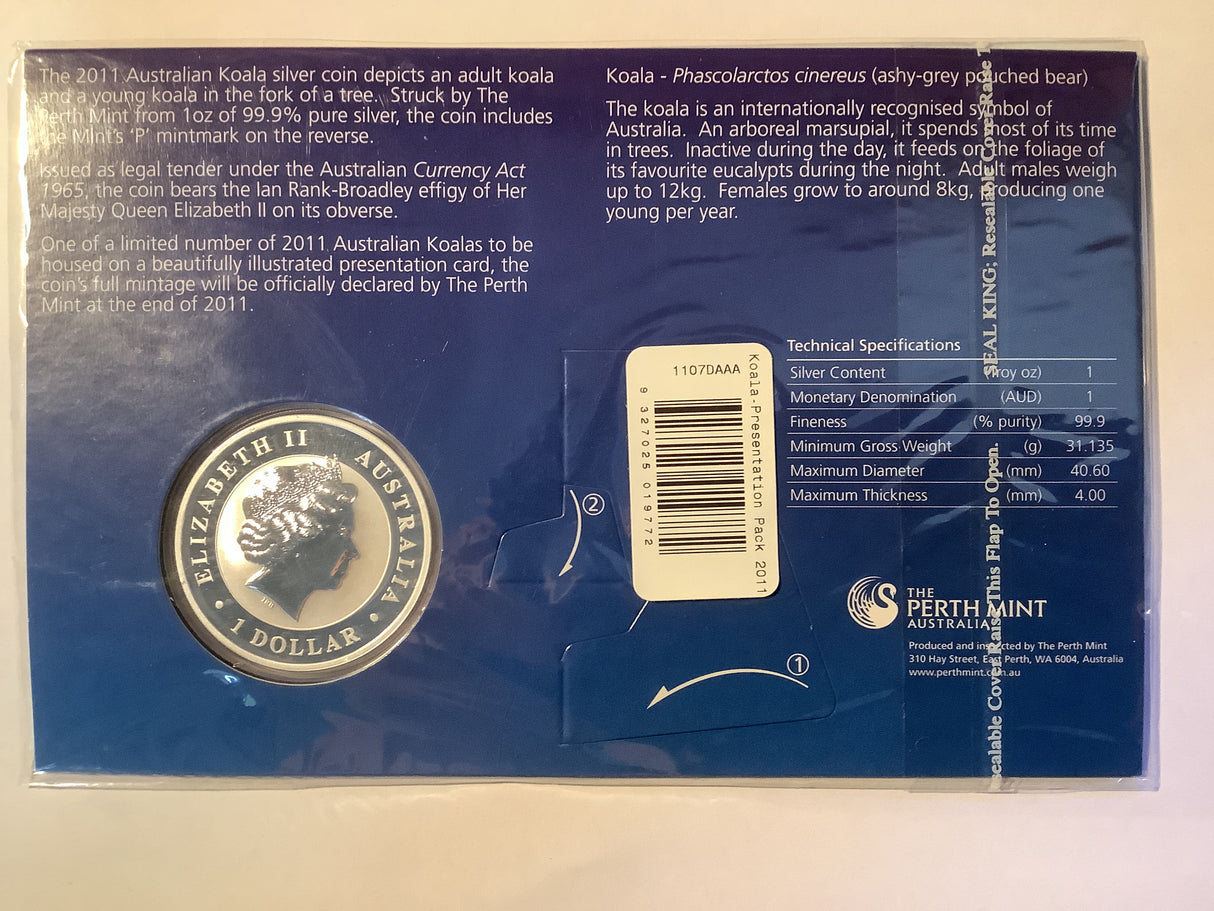 The 2011 Australian Koala silver coin depicts an adult koala
and a young koala in the fork of a tree. Struck by The
Perth Mint from 1oz of 99.9% pure silver, the coin includes
the Mint's 'P' mintmark on the reverse.
Issued as legal tender under the Australian Currency Act
1965, the coin bears the Ian Rank-Broadley effigy of Her
Majesty Queen Elizabeth II on its obverse.
One of a limited number of 2011 Australian Koalas to be
housed on a beautifully illustrated presentation card, the
coin's full mintage will be officially declared by The Perth
Mint at the end of 2011.
Koala - Phascolarctos cinereus (ashy-grey pouched bear)
The koala is an internationally recognised symbol of
Australia. An arboreal marsupial, it spends most of its time
in trees. Inactive during the day, it feeds on the foliage of
its favourite eucalypts during the night. Adult males weigh
up to 12kg. Females grow to around 8kg, producing one
young per year.
Technical Specifications
Silver Content (Troy oz) 1
Monetary Denomination (AUD) 1
Fineness (% purity) 99.9
Minimum Gross Weight (g) 31.135
Maximum Diameter (mm) 40.60
Maximum Thickness (mm) 4.00
1107DAAA
9 327025 019772
Koala-Presentation Pack 2011
ELIZABETH II AUSTRALIA
1 DOLLAR
IRB
2
1
THE
PERTH MINT
AUSTRALIA
Produced and inspected by The Perth Mint
310 Hay Street, East Perth, WA 6004, Australia
www.perthmint.com.au
sealable Cover Raise This Flap To Open.
SEAL KING; Resealable Cover Raise T